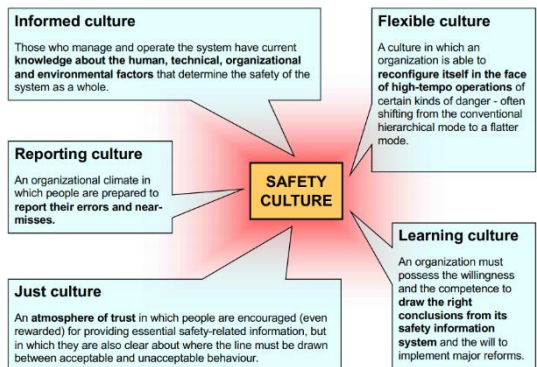 Informed culture
Those who manage and operate the system have current
knowledge about the human, technical, organizational
and environmental factors that determine the safety of the
system as a whole.
Flexible culture
A culture in which an
organization is able to
reconfigure itself in the face
of high-tempo operations of
certain kinds of danger - often
shifting from the conventional
hierarchical mode to a flatter
mode.
Reporting culture
An organizational climate in
which people are prepared to
report their errors and near-
misses.
SAFETY
CULTURE
Learning culture
An organization must
possess the willingness
and the competence to
draw the right
conclusions from its
safety information
system and the will to
implement major reforms.
Just culture
An atmosphere of trust in which people are encouraged (even
rewarded) for providing essential safety-related information, but
in which they are also clear about where the line must be drawn
between acceptable and unacceptable behaviour.